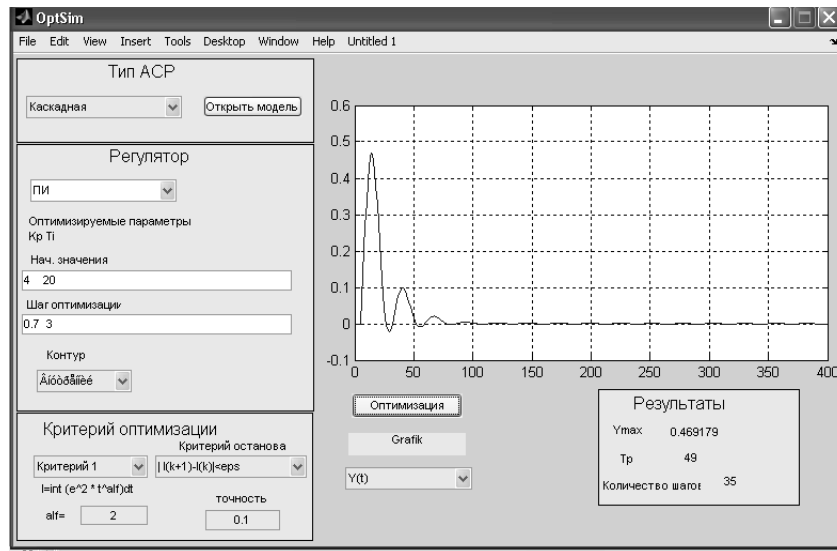 OptSim
File Edit View Insert Tools Desktop Window Help Untitled 1
Тип АСР
Каскадная
Открыть модель
Регулятор
ПИ
Оптимизируемые параметры
Kp Ti
Нач. значения
4 20
Шаг оптимизации
0.7 3
Контур
Âíóòðåííèé
Критерий оптимизации
Критерий останова
Критерий 1
| I(k+1)-I(k)|<eps
I=int (e^2 * t^alf)dt
alf=
2
точность
0.1
0.6
0.5
0.4
0.3
0.2
0.1
0
-0.1
0 50 100 150 200 250 300 350 400
Оптимизация
Grafik
Y(t)
Результаты
Ymax 0.469179
Тр 49
Количество шагов 35